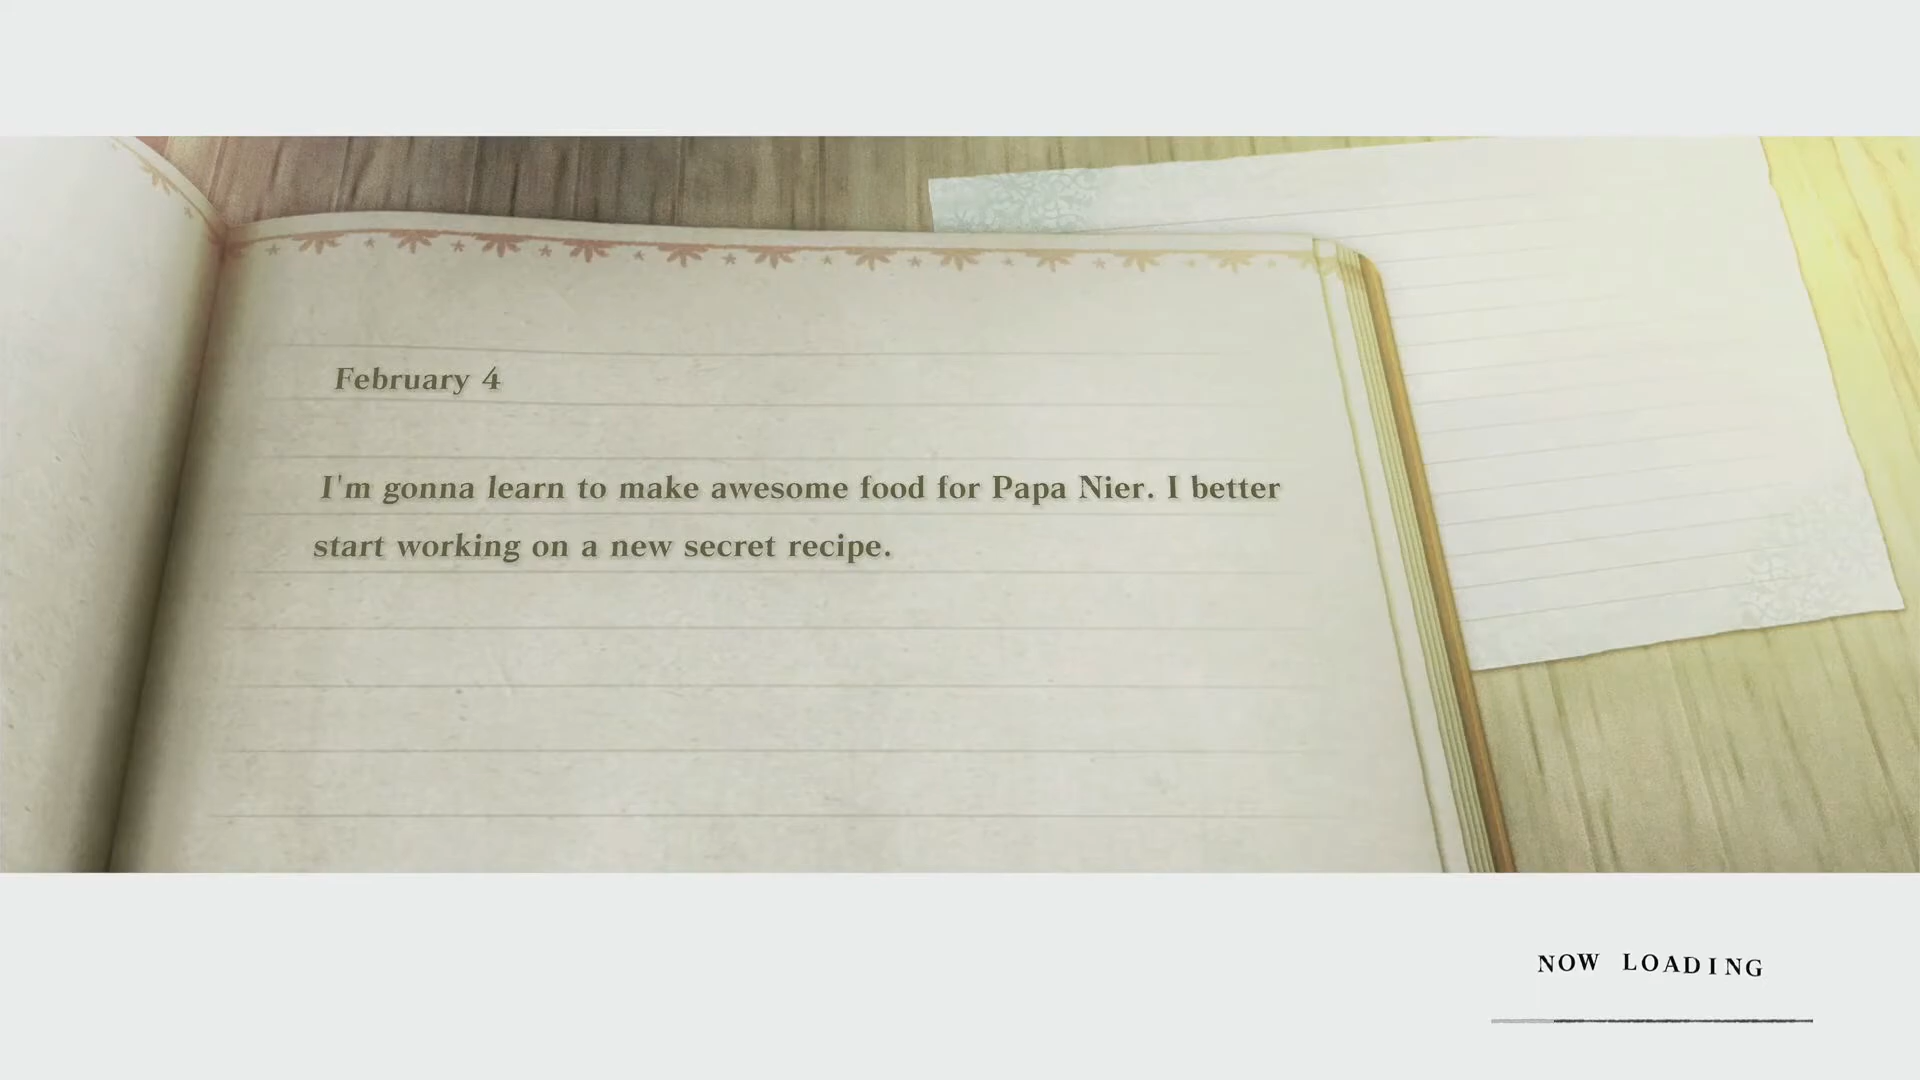 February 4
I'm gonna learn to make awesome food for Papa Nier. I better
start working on a new secret recipe.
NOW LOADING